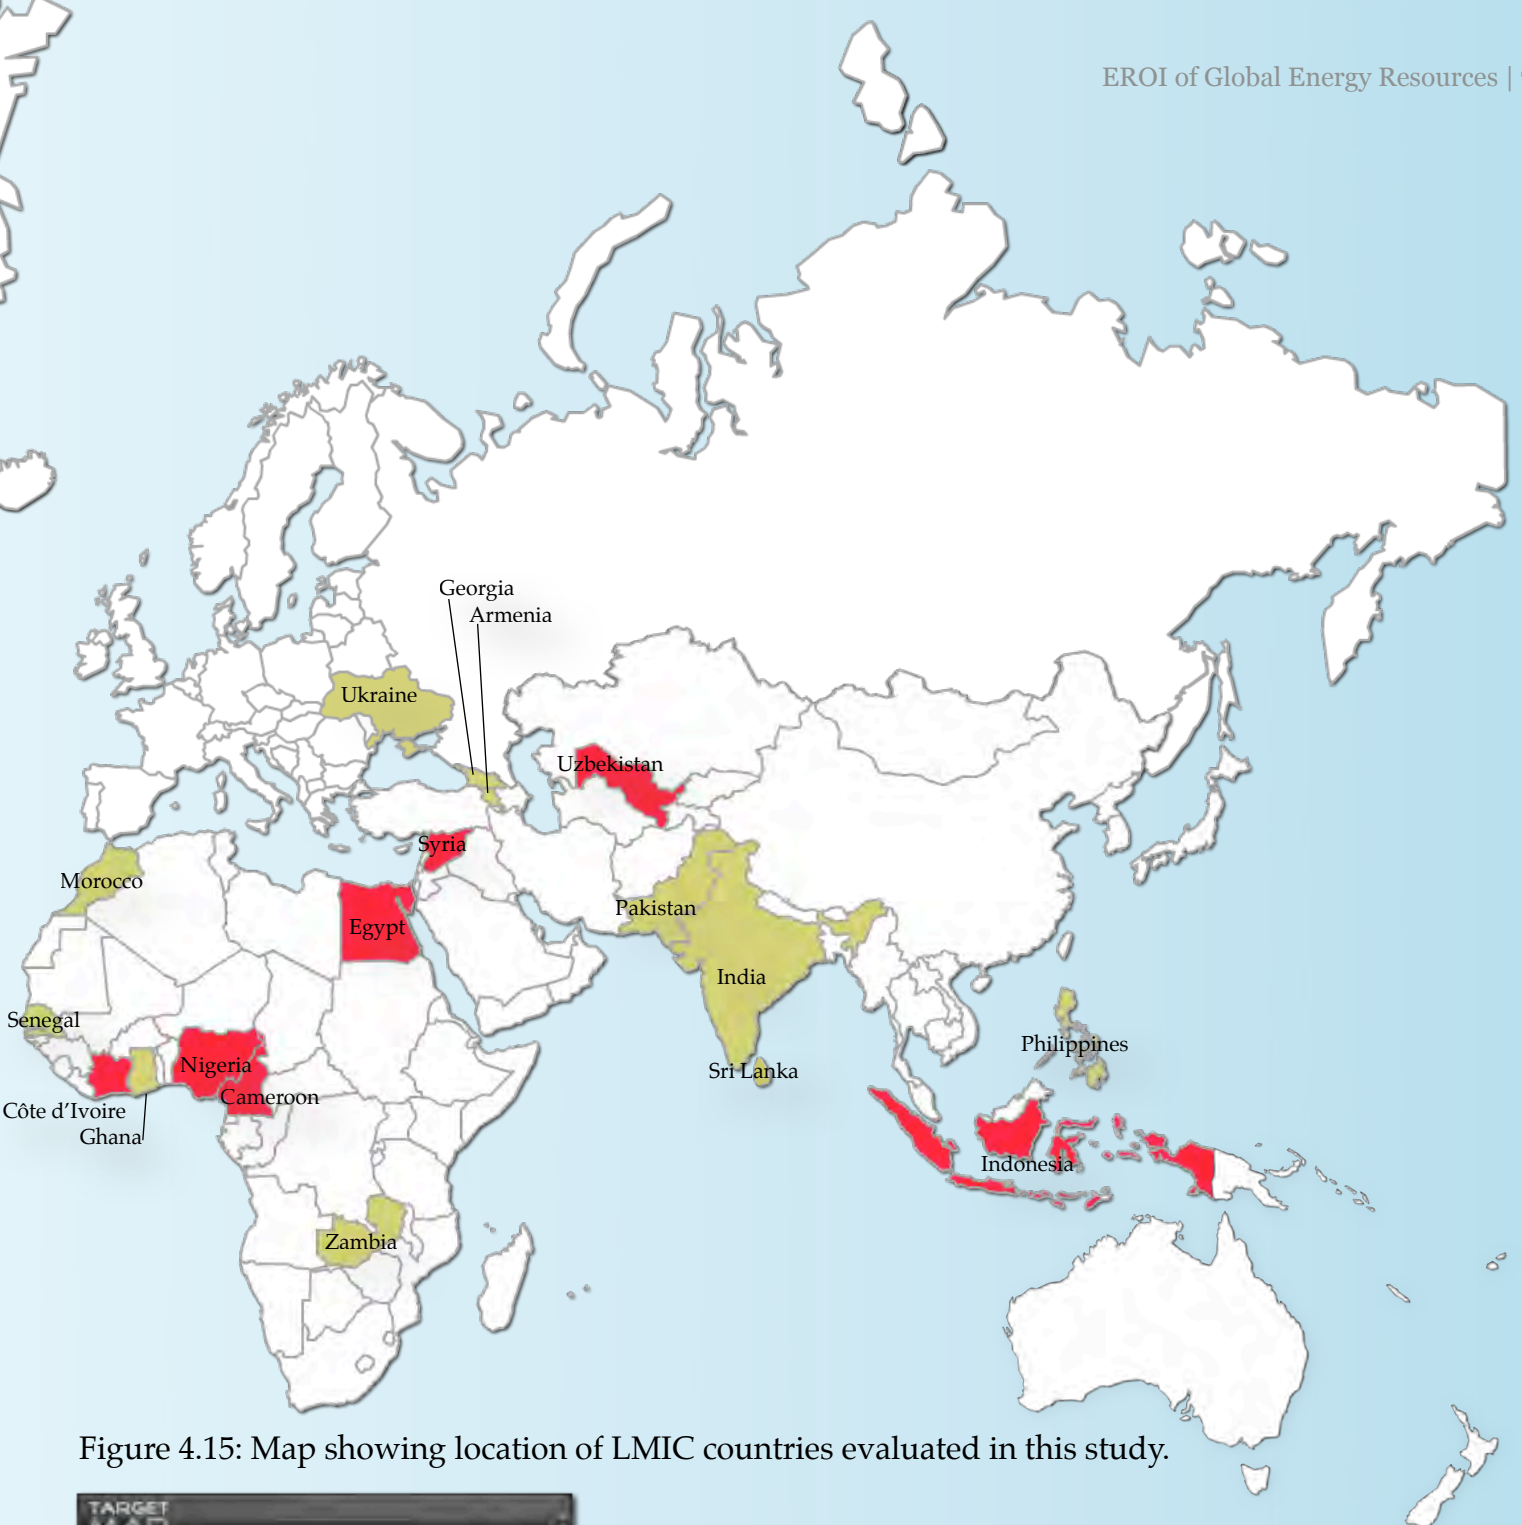 EROI of Global Energy Resources |
Georgia
Armenia
Ukraine
Uzbekistan
Syria
Morocco
Pakistan
Egypt
India
Senegal
Philippines
Nigeria
Sri Lanka
Cameroon
Côte d'Ivoire
Ghana
Indonesia
Zambia
Figure 4.15: Map showing location of LMIC countries evaluated in this study.
TARGET
MAP